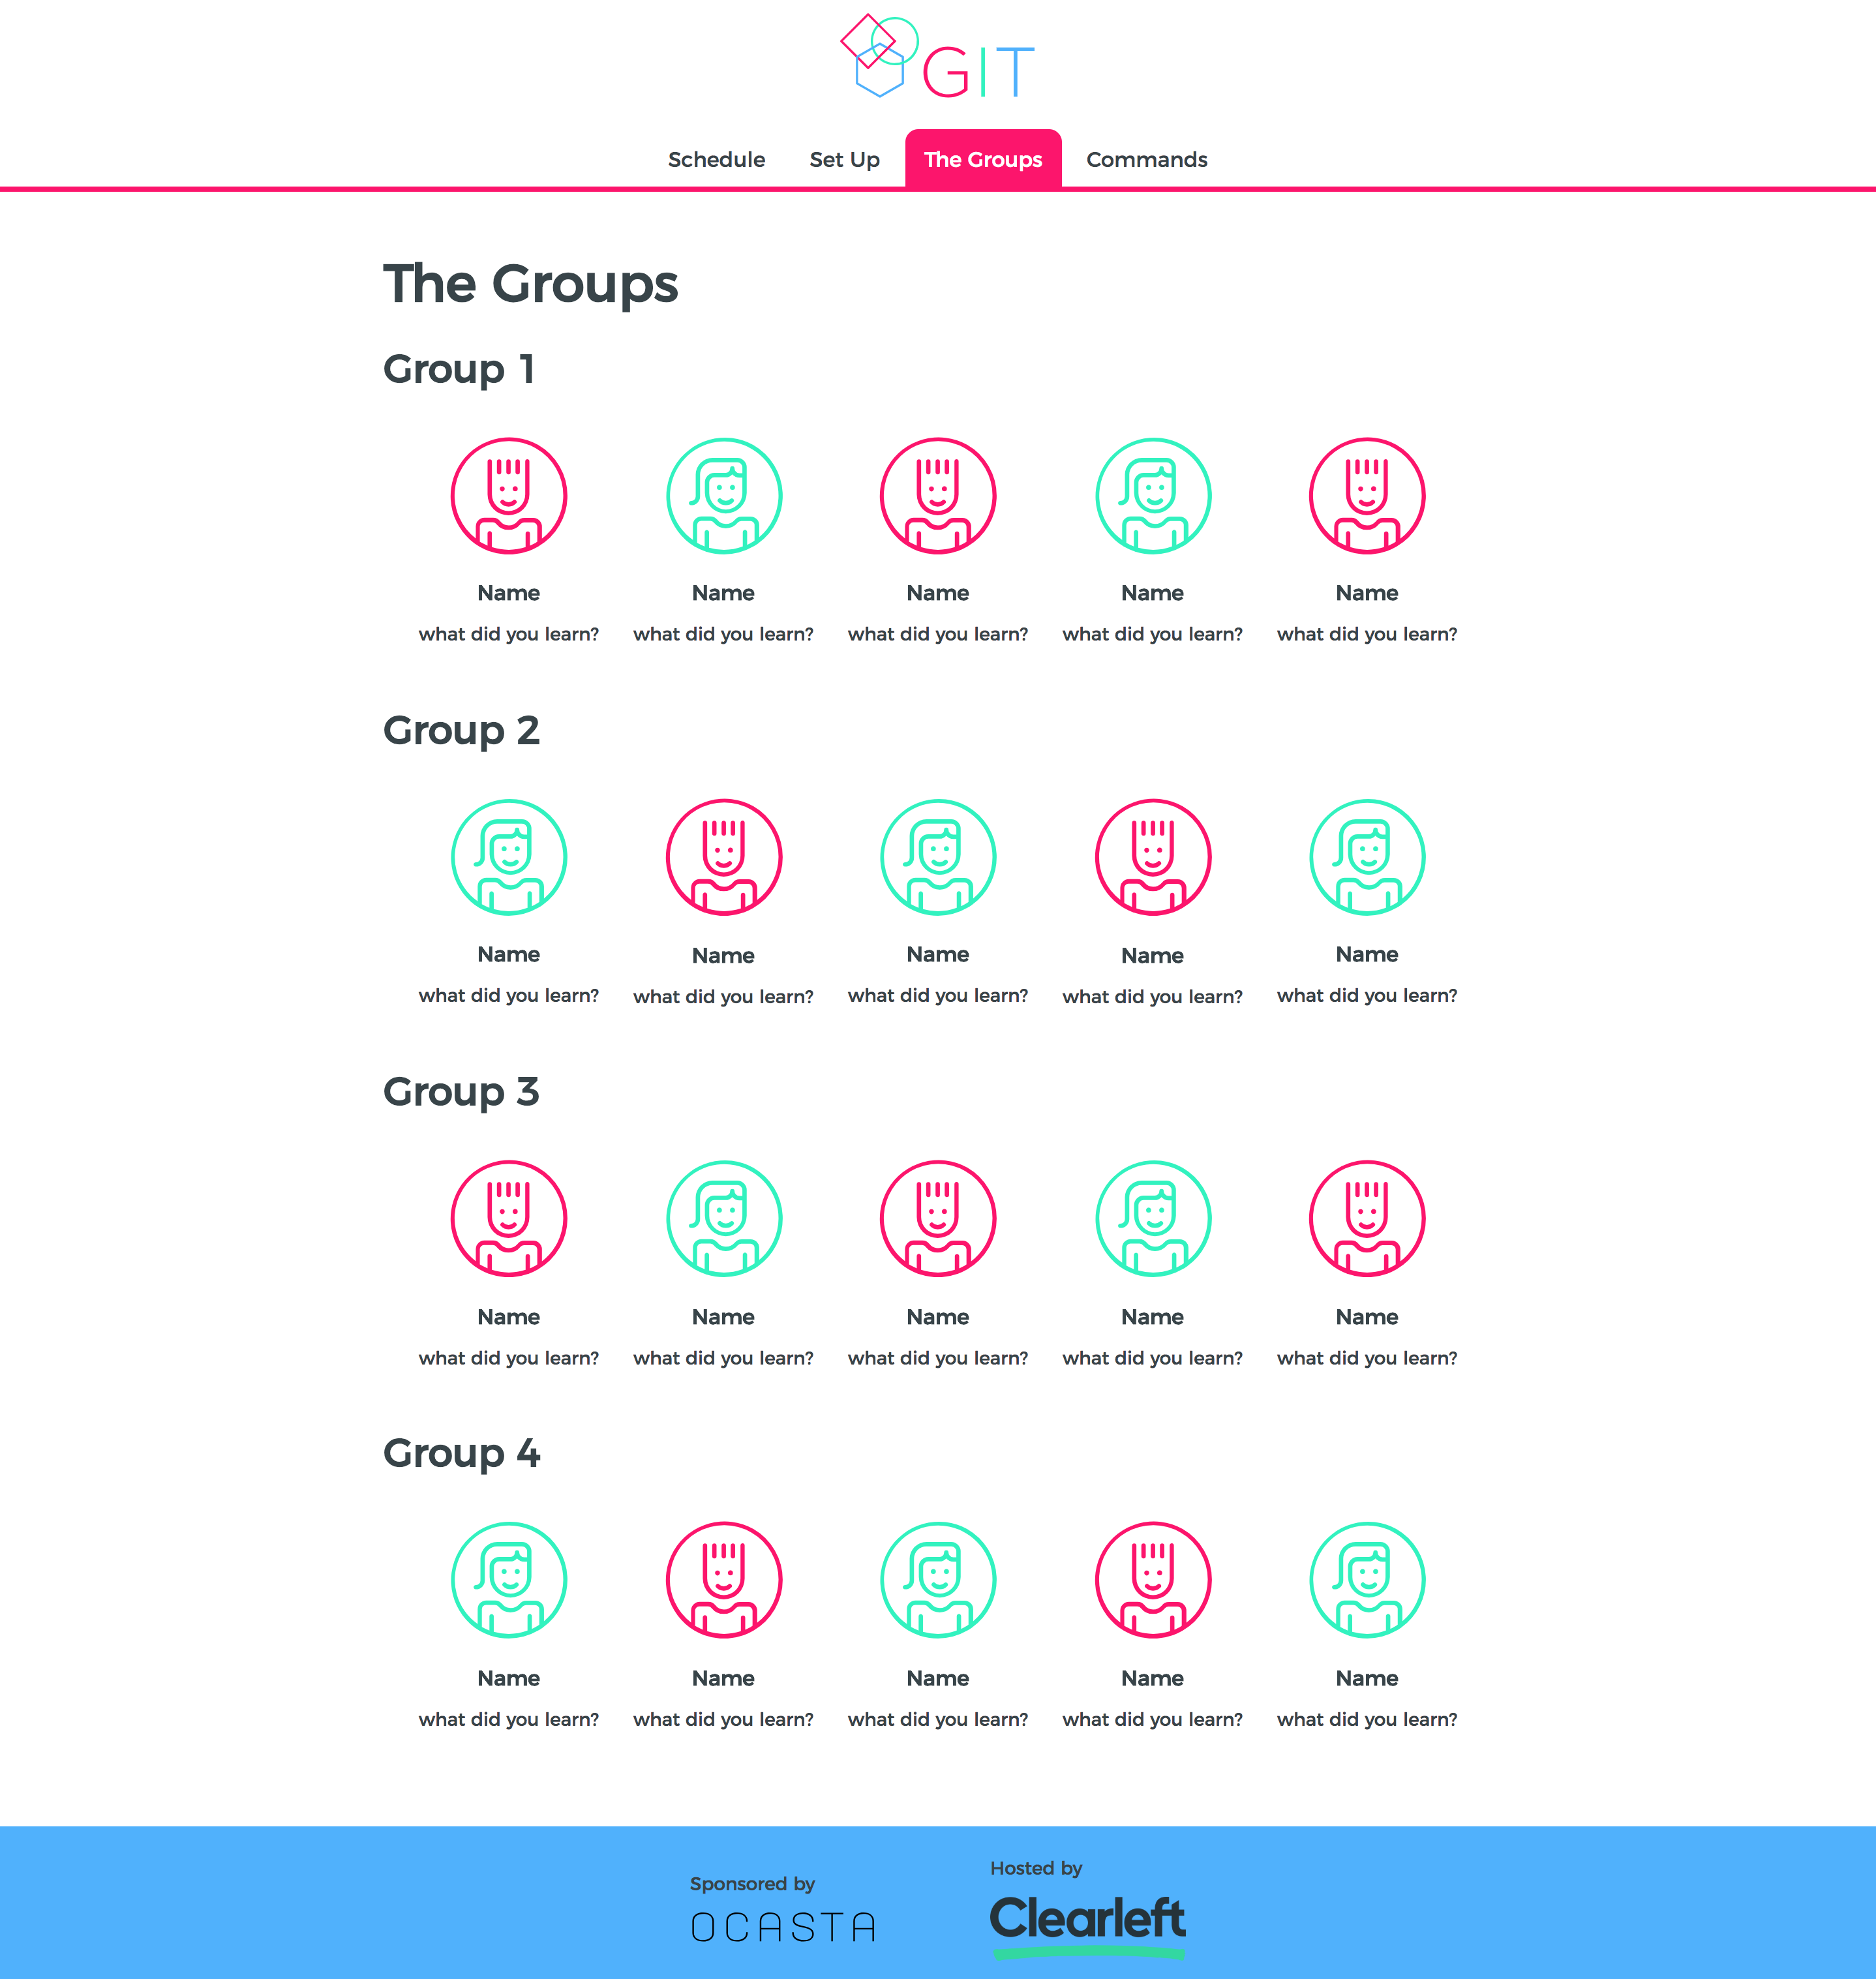 GIT
Schedule Set Up The Groups Commands
The Groups
Group 1
Name Name Name Name Name
what did you learn? what did you learn? what did you learn? what did you learn? what did you learn?
Group 2
Name Name Name Name Name
what did you learn? what did you learn? what did you learn? what did you learn? what did you learn?
Group 3
Name Name Name Name Name
what did you learn? what did you learn? what did you learn? what did you learn? what did you learn?
Group 4
Name Name Name Name Name
what did you learn? what did you learn? what did you learn? what did you learn? what did you learn?
Sponsored by
OCASTA
Hosted by
Clearleft